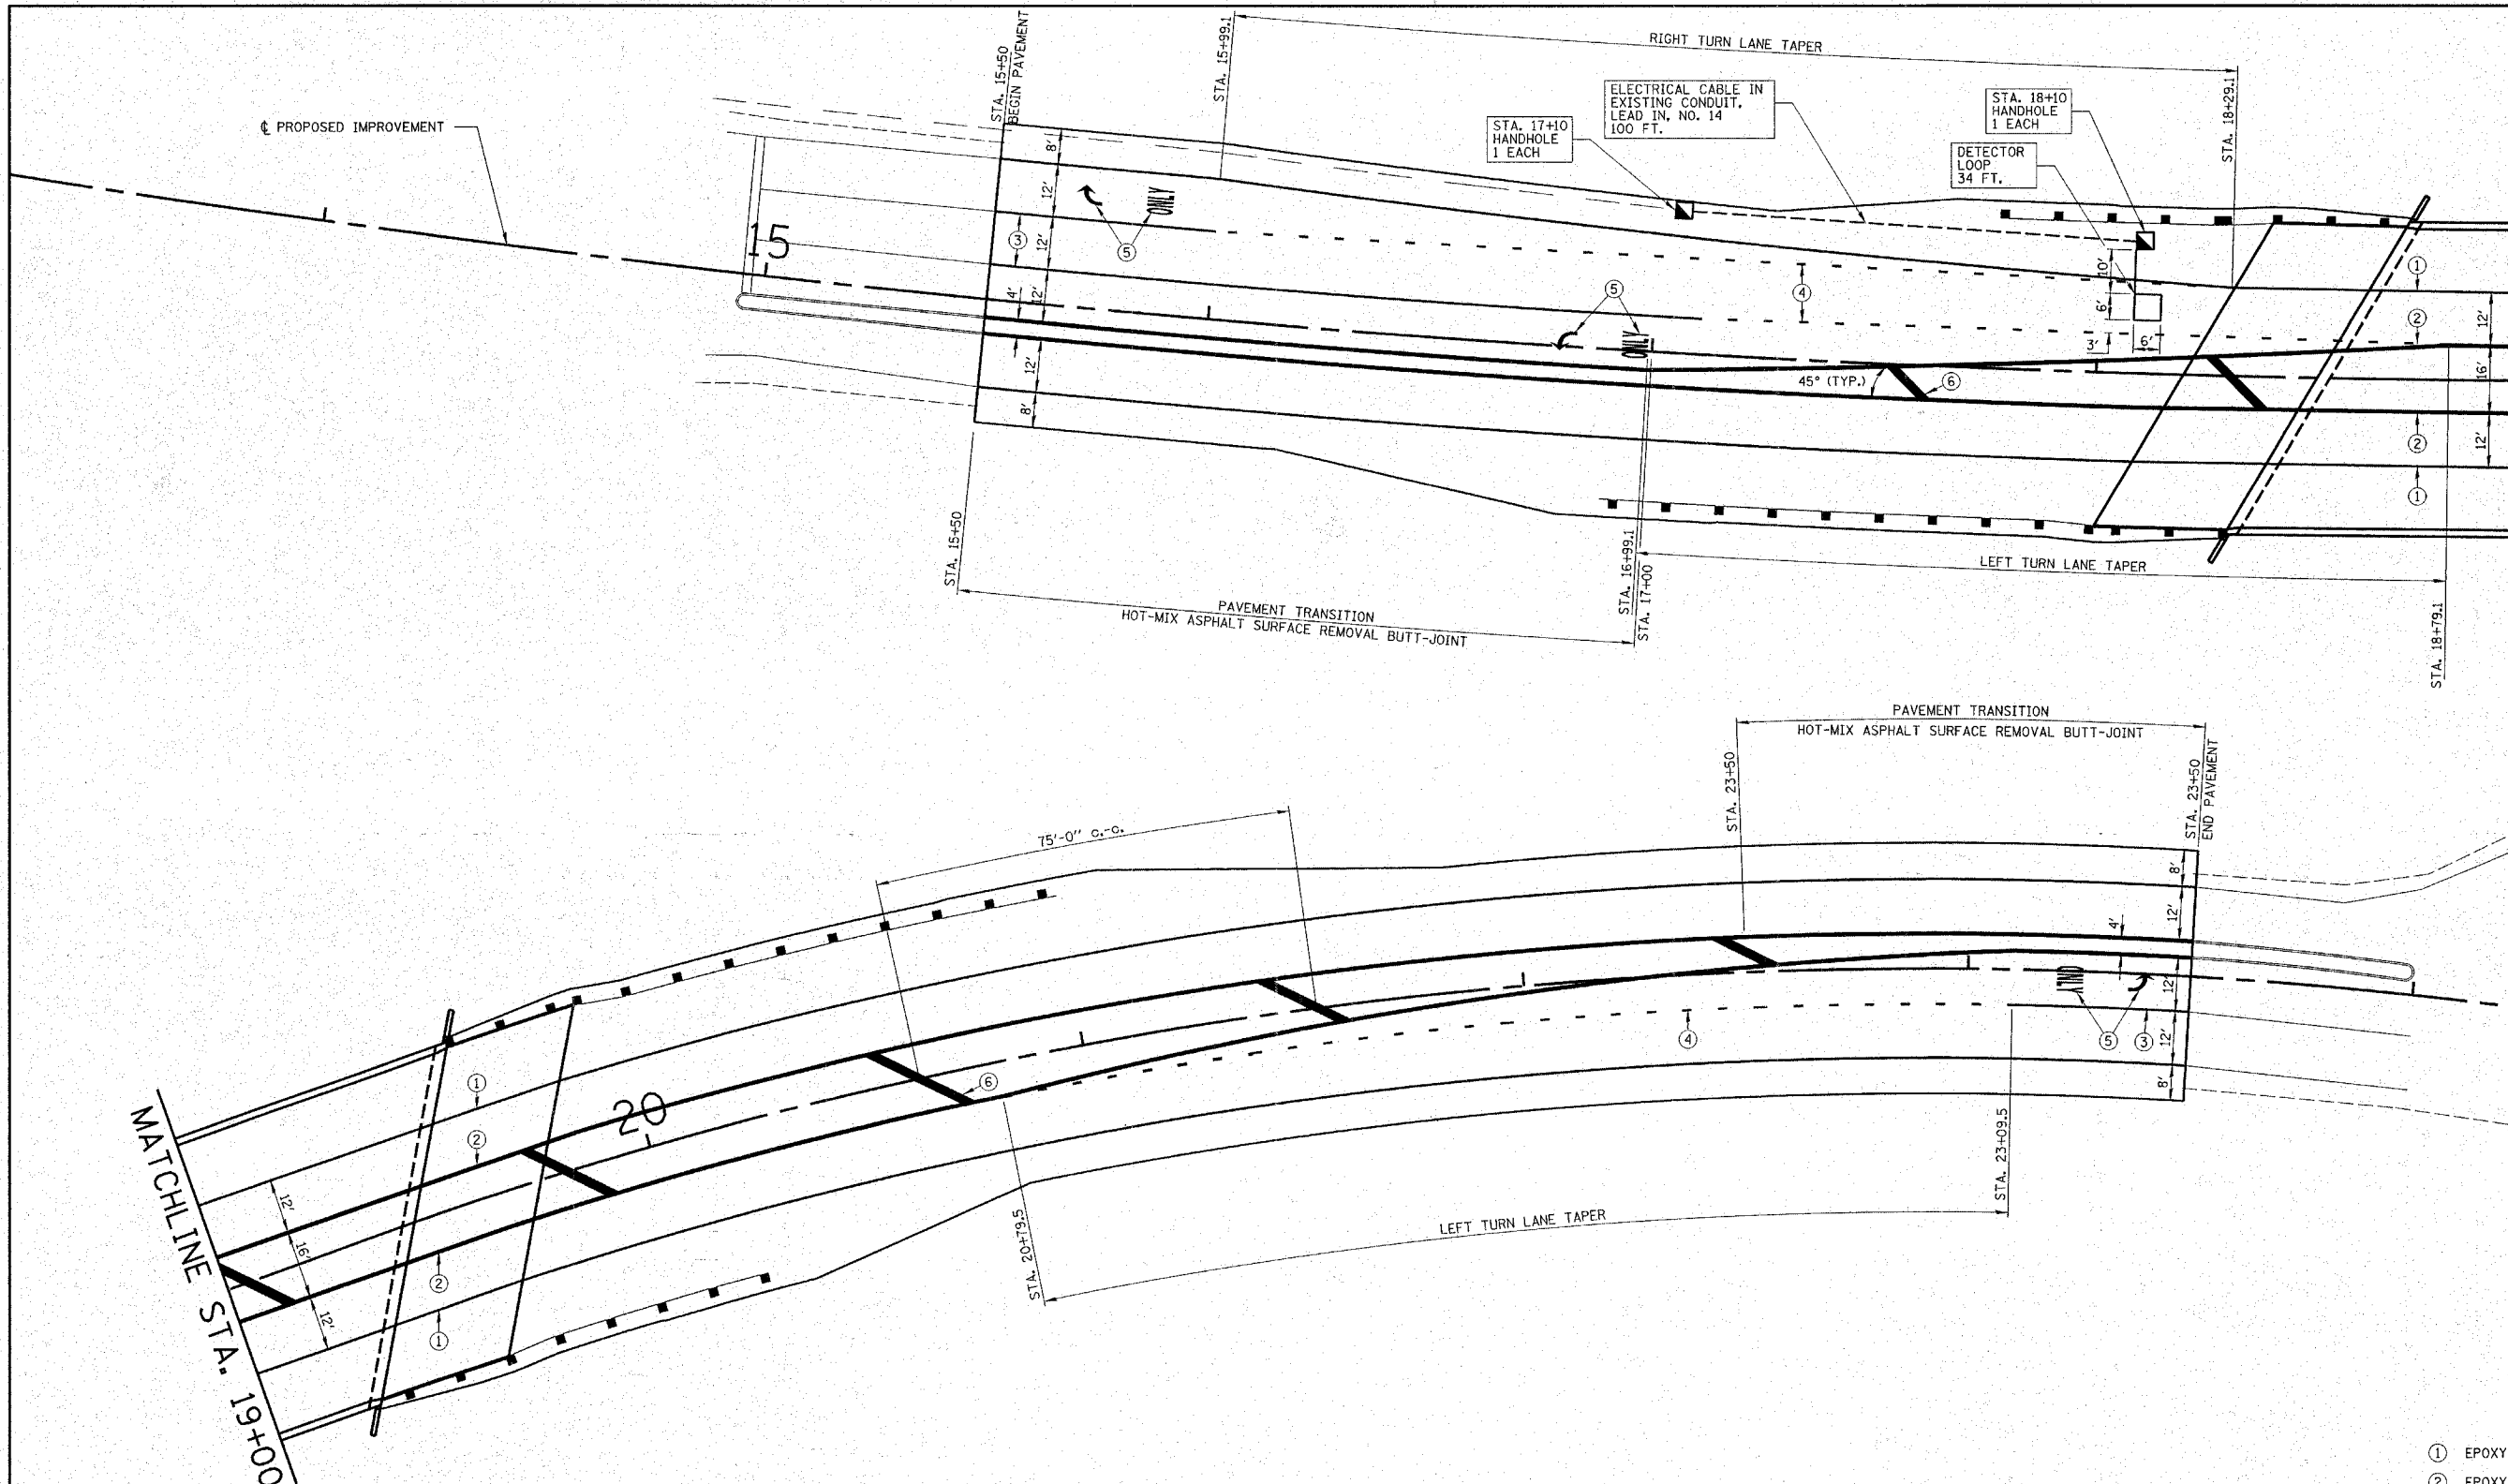 ℄ PROPOSED IMPROVEMENT
15
STA. 15+50
BEGIN PAVEMENT
STA. 15+99.1
RIGHT TURN LANE TAPER
STA. 18+29.1
ELECTRICAL CABLE IN
EXISTING CONDUIT,
LEAD IN, NO. 14
100 FT.
STA. 17+10
HANDHOLE
1 EACH
STA. 18+10
HANDHOLE
1 EACH
DETECTOR
LOOP
34 FT.
8'
12'
12'
12'
4'
12'
8'
ONLY
③
⑤
④
⑤
ONLY
10'
6'
3'
6'
45° (TYP.)
⑥
①
②
②
①
12'
16'
12'
STA. 15+50
PAVEMENT TRANSITION
HOT-MIX ASPHALT SURFACE REMOVAL BUTT-JOINT
STA. 16+99.1
STA. 17+00
LEFT TURN LANE TAPER
STA. 18+79.1
PAVEMENT TRANSITION
HOT-MIX ASPHALT SURFACE REMOVAL BUTT-JOINT
STA. 23+50
STA. 23+50
END PAVEMENT
75'-0" C.-C.
8'
12'
4'
12'
12'
8'
ONLY
⑤
③
④
⑥
20
①
②
②
①
12'
16'
12'
MATCHLINE STA. 19+00
STA. 20+79.5
LEFT TURN LANE TAPER
STA. 23+09.5
① EPOXY
② EPOXY